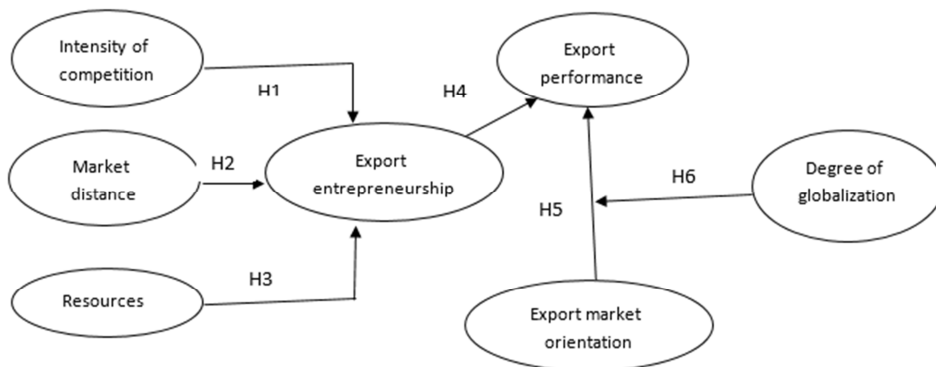 Intensity of
competition
H1
Market
distance
H2
Resources
H3
Export
entrepreneurship
H4
Export
performance
H5
Export market
orientation
H6
Degree of
globalization